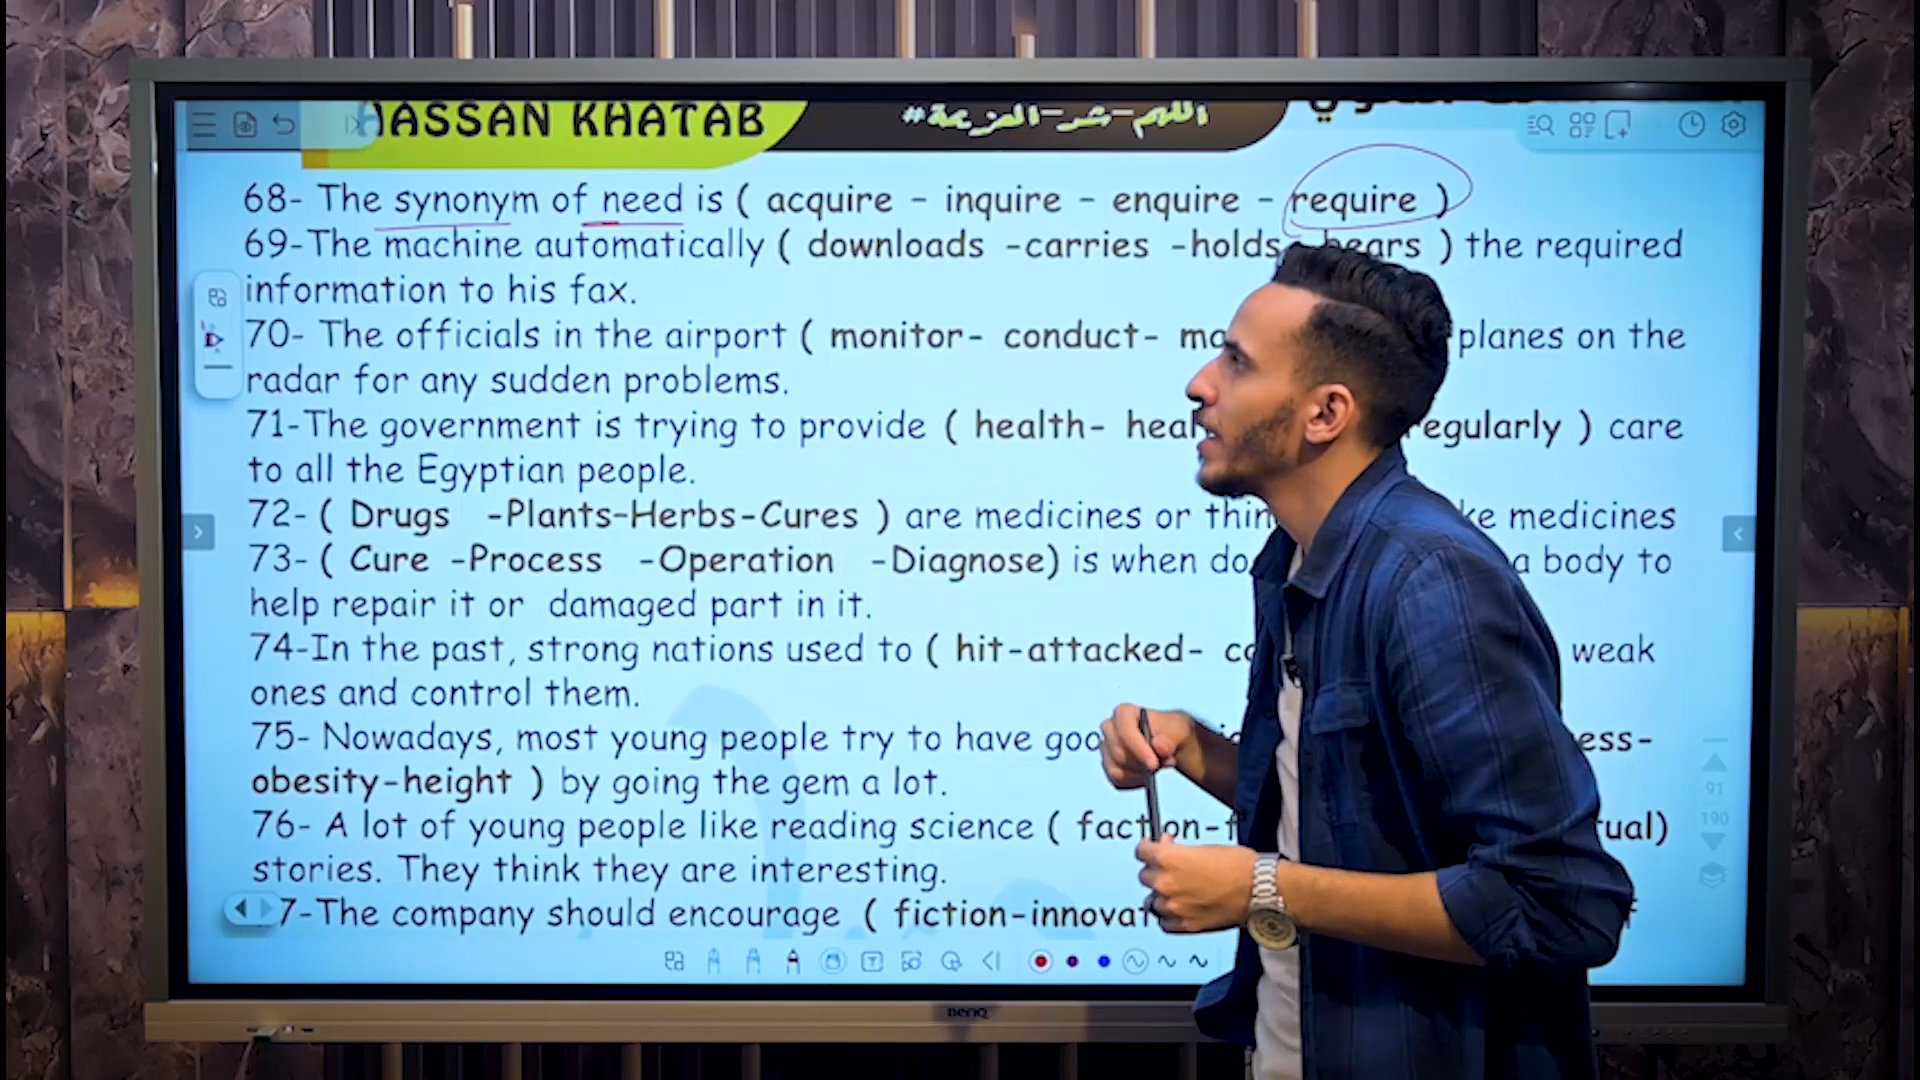 HASSAN KHATAB
#اللهم-شد-العزيمة
68- The synonym of need is ( acquire - inquire - enquire - require )
69-The machine automatically ( downloads -carries -holds- bears ) the required
information to his fax.
70- The officials in the airport ( monitor- conduct- planes on the
radar for any sudden problems.
71-The government is trying to provide ( health- regularly ) care
to all the Egyptian people.
72- ( Drugs -Plants-Herbs-Cures ) are medicines or medicines
73- ( Cure -Process -Operation -Diagnose) is when a body to
help repair it or damaged part in it.
74-In the past, strong nations used to ( hit-attacked- weak
ones and control them.
75- Nowadays, most young people try to have
obesity-height ) by going the gem a lot.
76- A lot of young people like reading science ( faction-
stories. They think they are interesting.
7-The company should encourage ( fiction-
91
190
BenQ